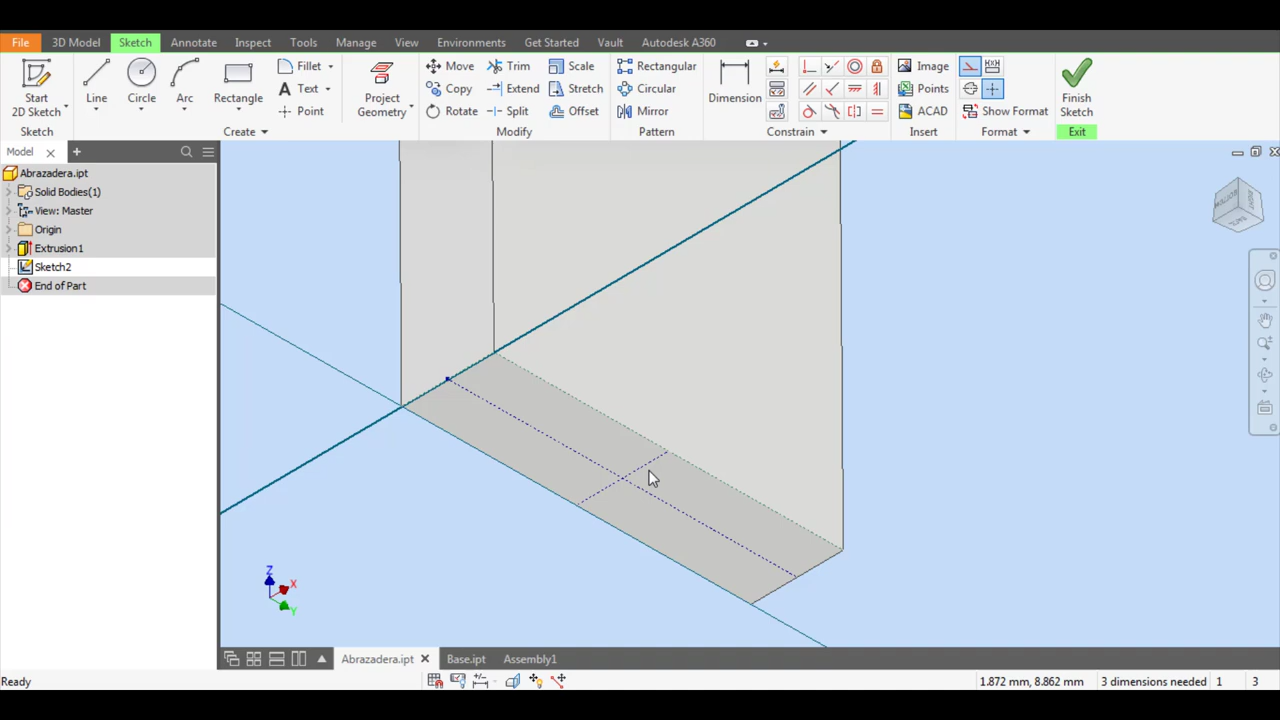 File 3D Model Sketch Annotate Inspect Tools Manage View Environments Get Started Vault Autodesk A360
Fillet Move Trim Scale Rectangular Image
Text Copy Extend Stretch Circular Points
Start 2D Sketch Line Circle Arc Rectangle Point Project Geometry Rotate Split Offset Mirror Dimension ACAD Show Format Finish Sketch
Sketch Create Modify Pattern Constrain Insert Format Exit
Model
Abrazadera.ipt
Solid Bodies(1)
View: Master
Origin
Extrusion1
Sketch2
End of Part
BOTTOM
Z
X
Y
Abrazadera.ipt Base.ipt Assembly1
Ready 1.872 mm, 8.862 mm 3 dimensions needed 1 3